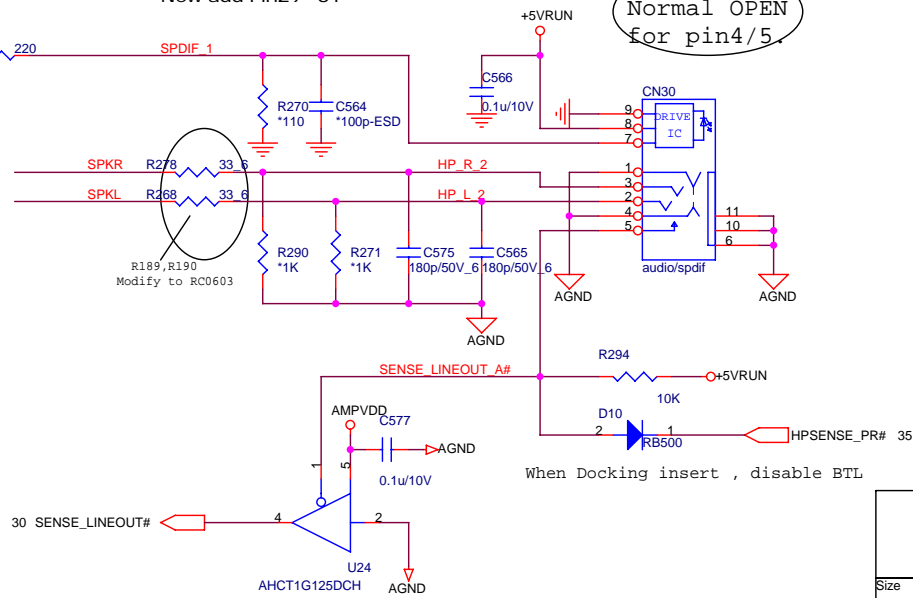 +5VRUN
Normal OPEN
for pin4/5.
220
SPDIF_1
C566
0.1u/10V
CN30
R270
*110
C564
*100p-ESD
9
8
7
DRIVE
IC
SPKR
R278
33_6
HP_R_2
SPKL
R268
33_6
HP_L_2
1
3
2
4
5
11
10
6
R290
*1K
R271
*1K
C575
180p/50V_6
C565
180p/50V_6
audio/spdif
R189,R190
Modify to RC0603
AGND
AGND
AGND
R294
SENSE_LINEOUT_A#
+5VRUN
10K
AMPVDD
C577
D10
2
1
RB500
HPSENSE_PR# 35
AGND
0.1u/10V
When Docking insert , disable BTL
1
5
30 SENSE_LINEOUT#
4
2
U24
AHCT1G125DCH
AGND
Size